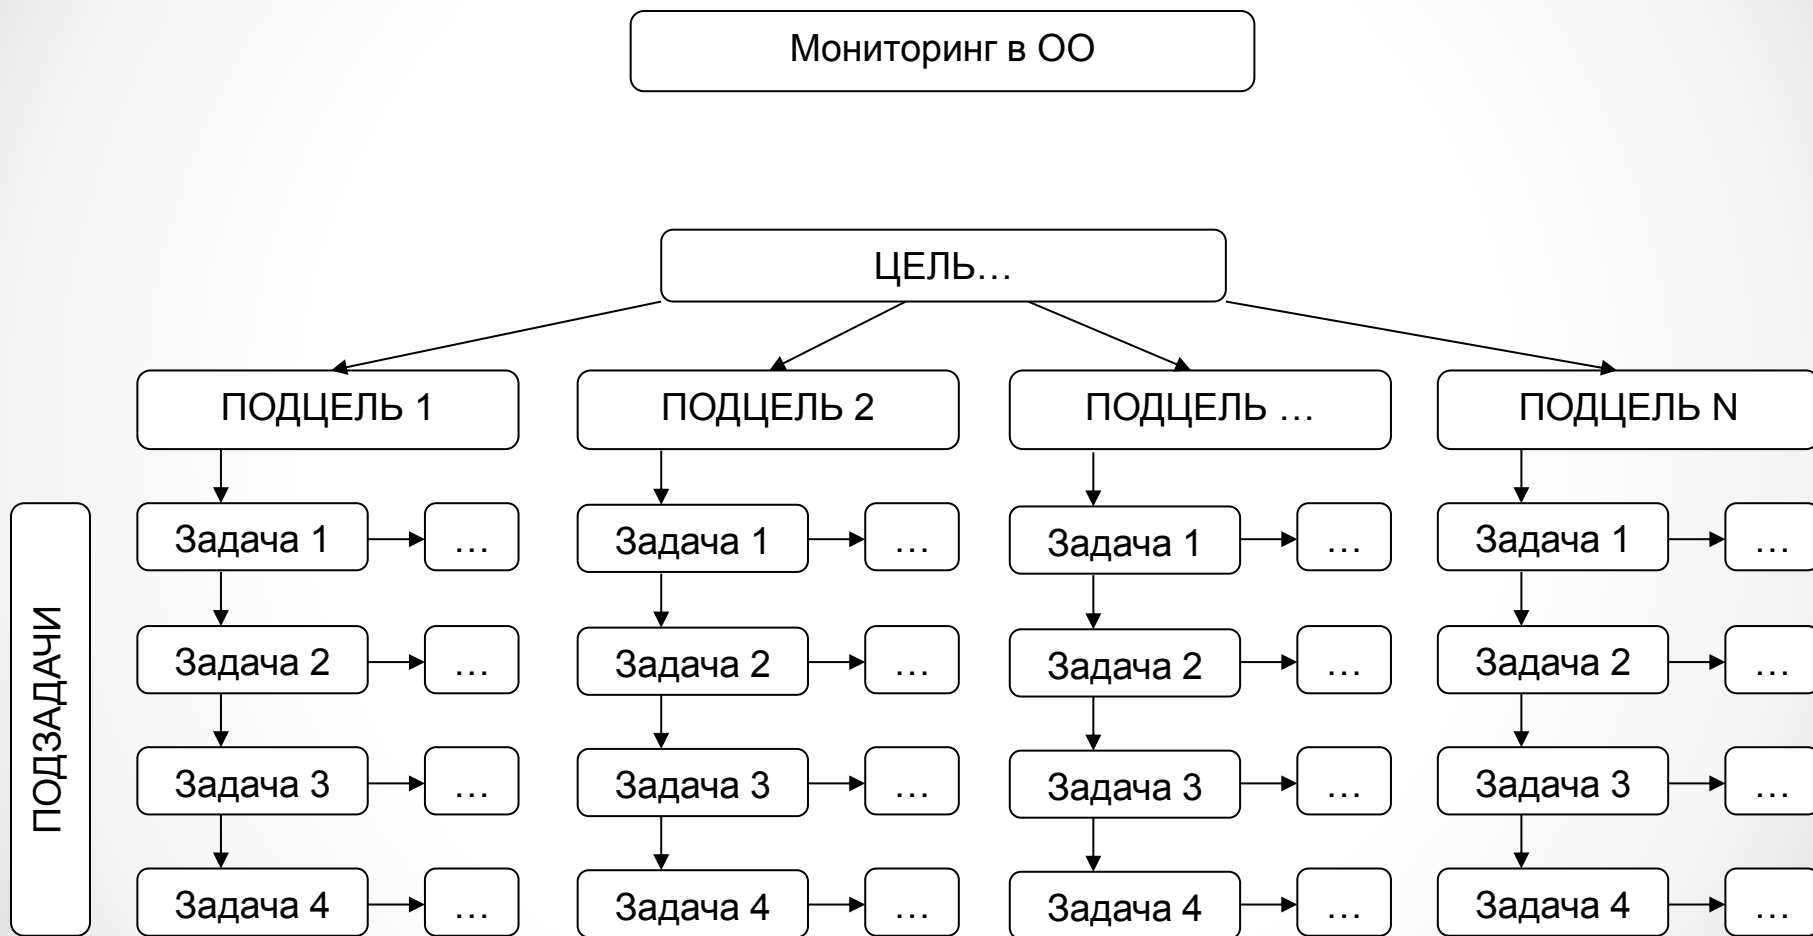 Мониторинг в ОО
ЦЕЛЬ…
ПОДЦЕЛЬ 1
ПОДЦЕЛЬ 2
ПОДЦЕЛЬ …
ПОДЦЕЛЬ N
ПОДЗАДАЧИ
Задача 1
…
Задача 1
…
Задача 1
…
Задача 1
…
Задача 2
…
Задача 2
…
Задача 2
…
Задача 2
…
Задача 3
…
Задача 3
…
Задача 3
…
Задача 3
…
Задача 4
…
Задача 4
…
Задача 4
…
Задача 4
…